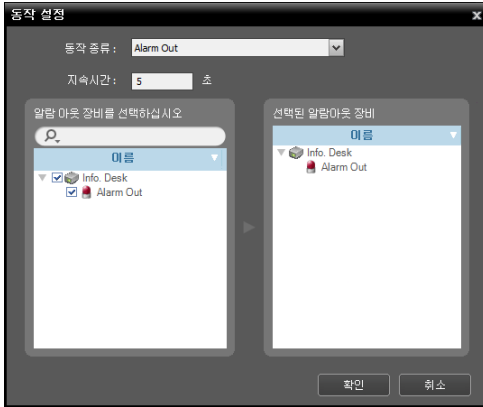 동작 설정
동작 종류 : Alarm Out
지속시간 : 5 초
알람 아웃 장비를 선택하십시오
이름
Info. Desk
Alarm Out
선택된 알람아웃 장비
이름
Info. Desk
Alarm Out
확인 취소